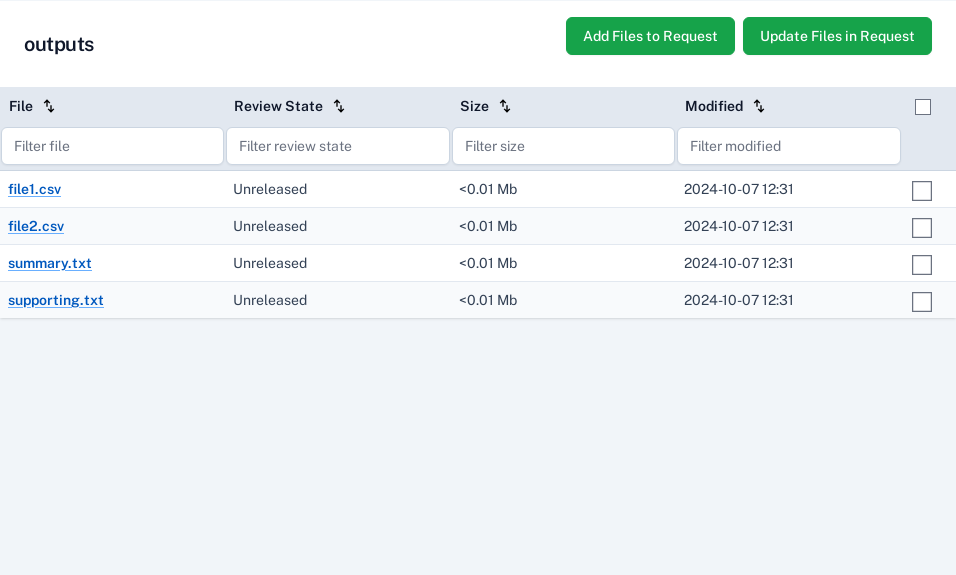 outputs
Add Files to Request
Update Files in Request
File Review State Size Modified
Filter file Filter review state Filter size Filter modified
file1.csv Unreleased <0.01 Mb 2024-10-07 12:31
file2.csv Unreleased <0.01 Mb 2024-10-07 12:31
summary.txt Unreleased <0.01 Mb 2024-10-07 12:31
supporting.txt Unreleased <0.01 Mb 2024-10-07 12:31